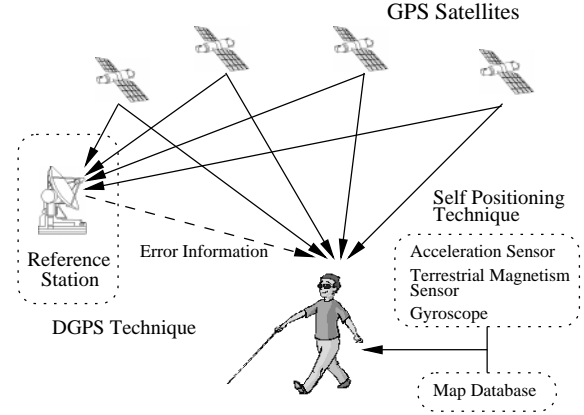 GPS Satellites
Self Positioning
Technique
Error Information
Reference
Station
Acceleration Sensor
Terrestrial Magnetism
Sensor
Gyroscope
DGPS Technique
Map Database